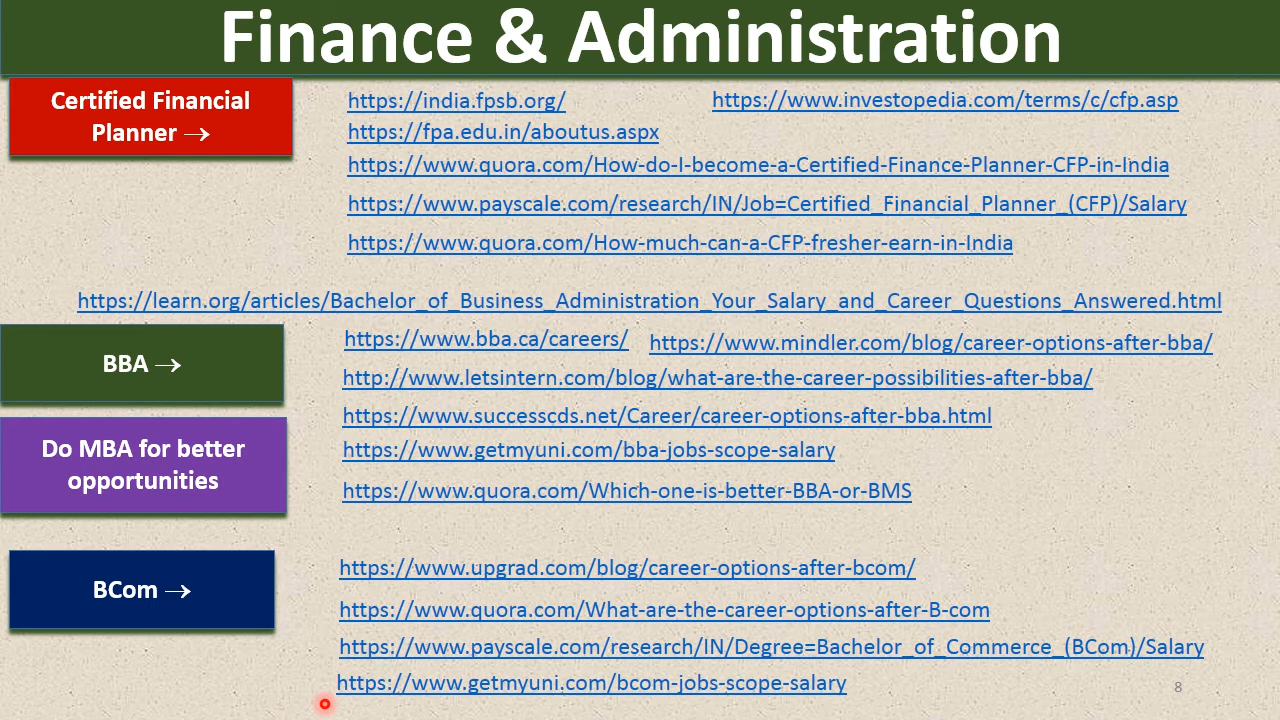 Finance & Administration
Certified Financial
Planner →
https://india.fpsb.org/
https://www.investopedia.com/terms/c/cfp.asp
https://fpa.edu.in/aboutus.aspx
https://www.quora.com/How-do-I-become-a-Certified-Finance-Planner-CFP-in-India
https://www.payscale.com/research/IN/Job=Certified_Financial_Planner_(CFP)/Salary
https://www.quora.com/How-much-can-a-CFP-fresher-earn-in-India
https://learn.org/articles/Bachelor_of_Business_Administration_Your_Salary_and_Career_Questions_Answered.html
BBA →
https://www.bba.ca/careers/
https://www.mindler.com/blog/career-options-after-bba/
http://www.letsintern.com/blog/what-are-the-career-possibilities-after-bba/
https://www.successcds.net/Career/career-options-after-bba.html
Do MBA for better
opportunities
https://www.getmyuni.com/bba-jobs-scope-salary
https://www.quora.com/Which-one-is-better-BBA-or-BMS
BCom →
https://www.upgrad.com/blog/career-options-after-bcom/
https://www.quora.com/What-are-the-career-options-after-B-com
https://www.payscale.com/research/IN/Degree=Bachelor_of_Commerce_(BCom)/Salary
https://www.getmyuni.com/bcom-jobs-scope-salary
8